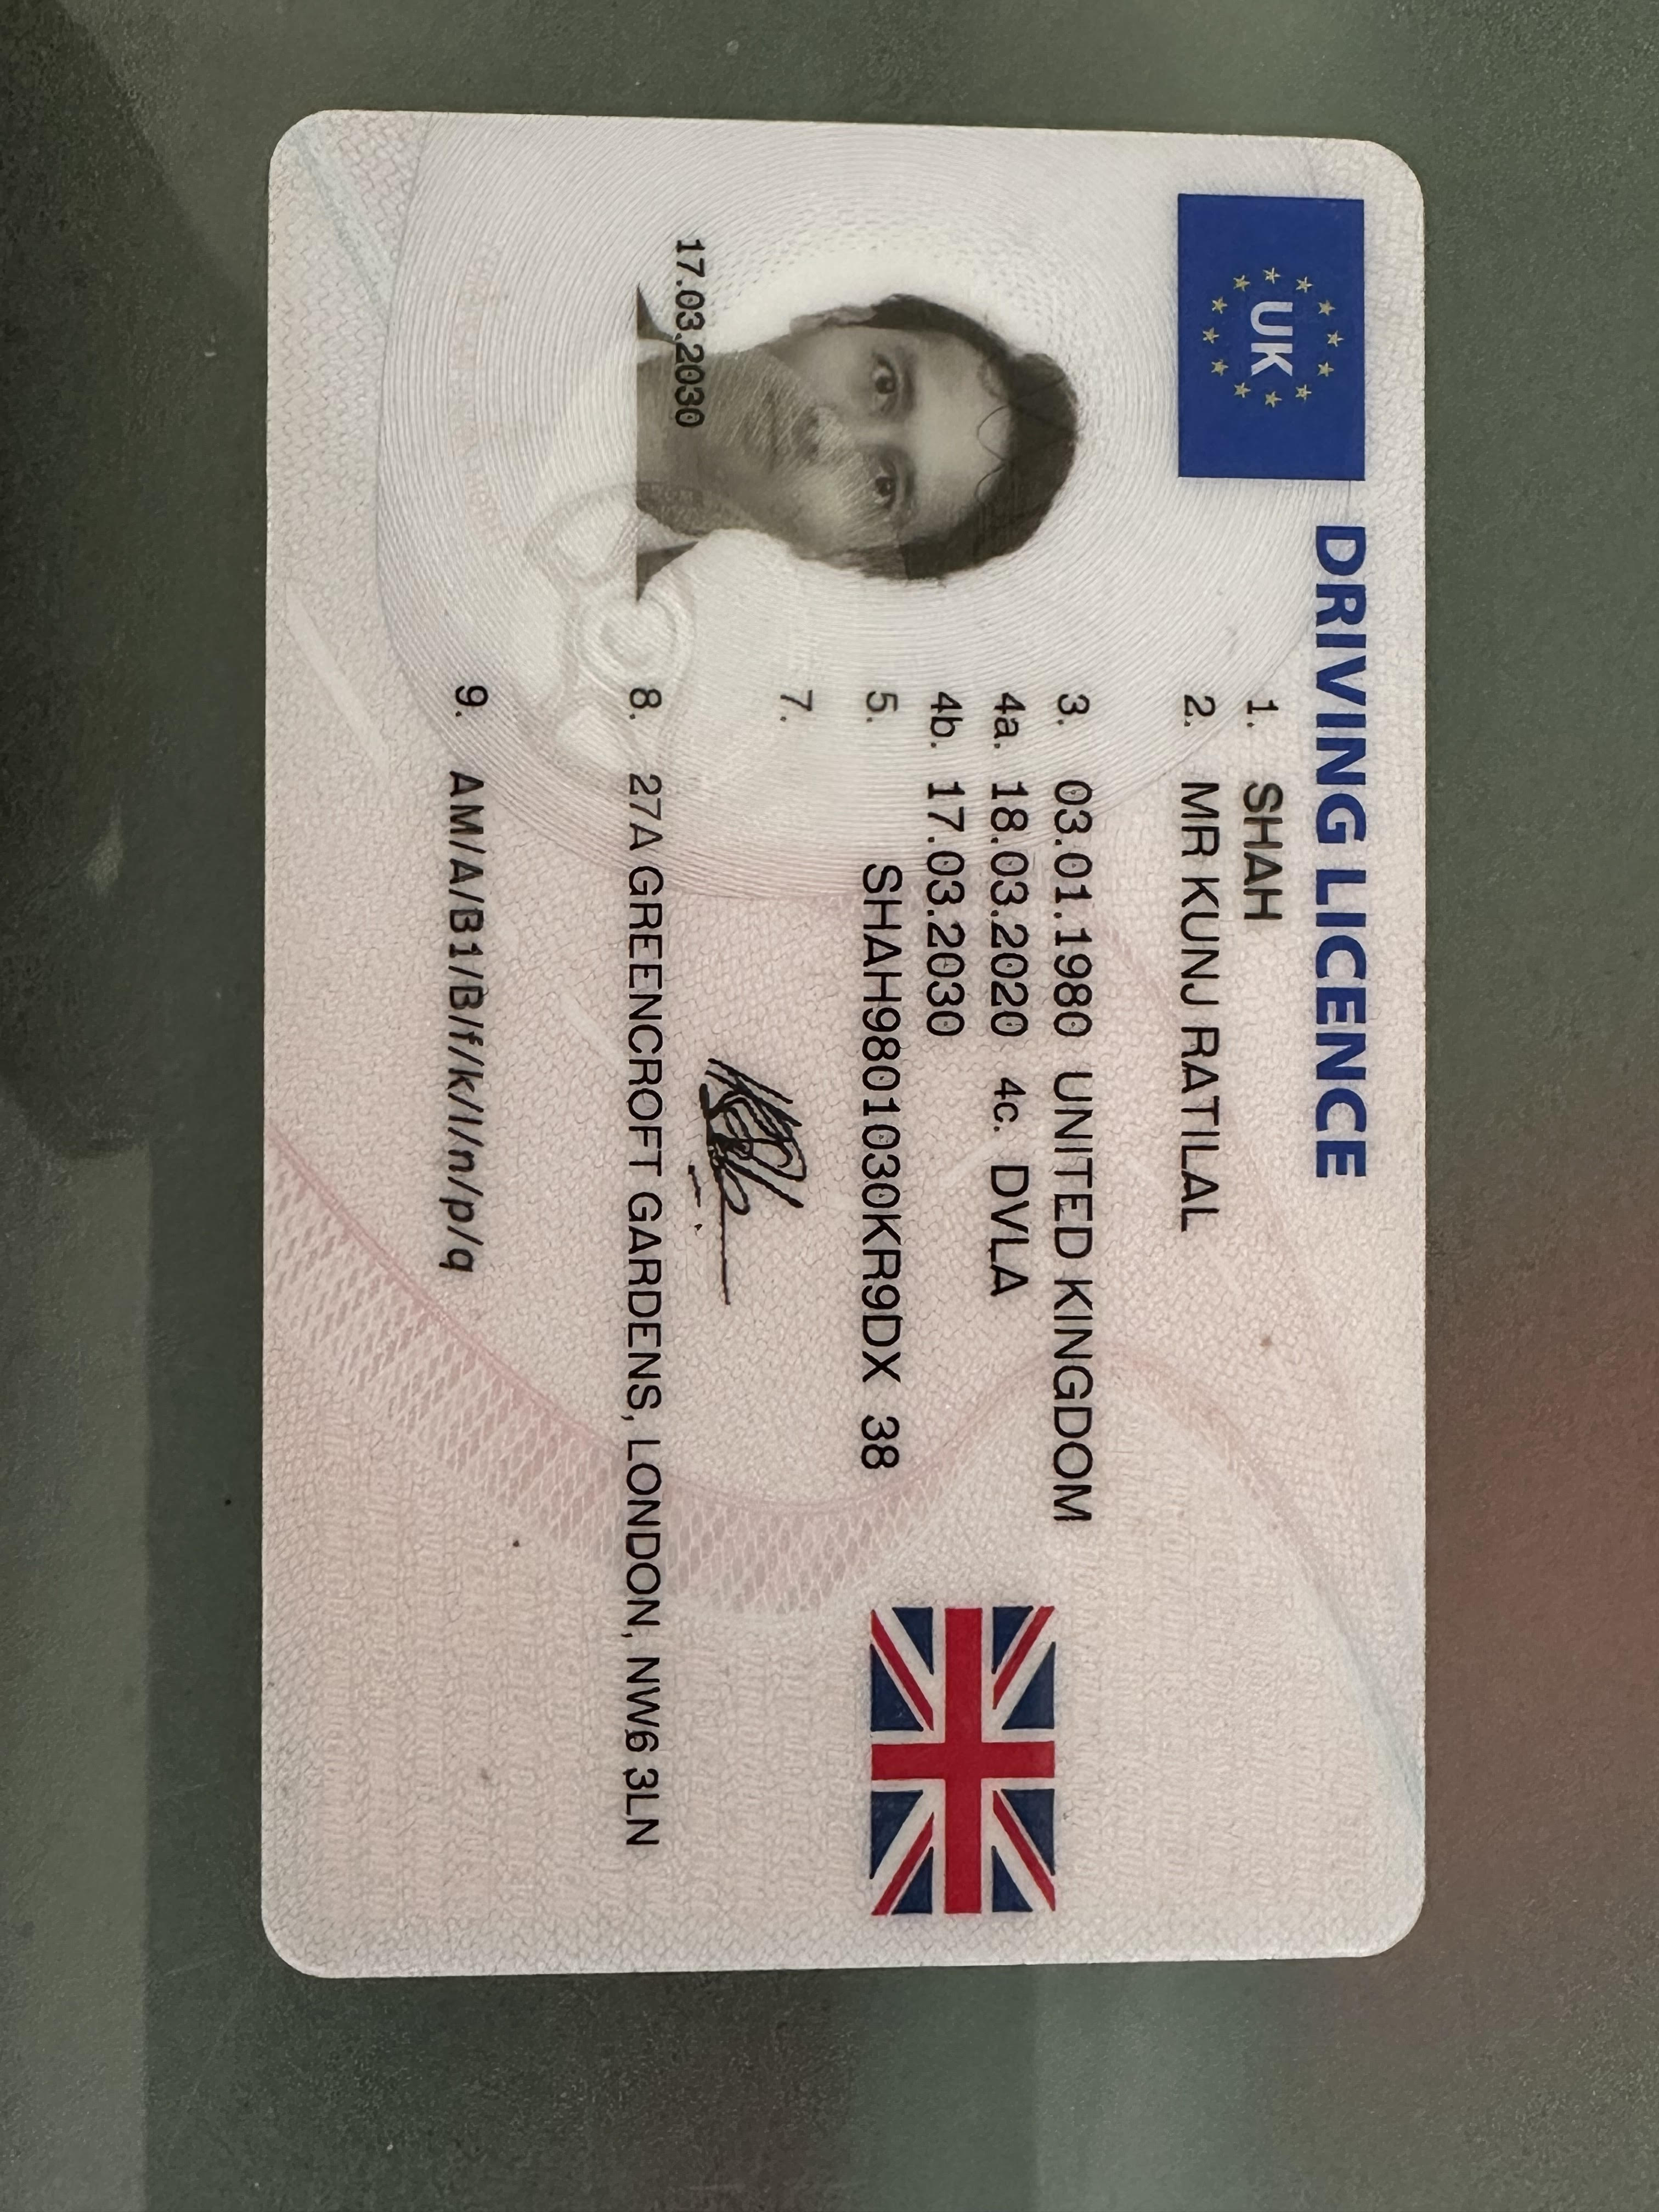 UK
DRIVING LICENCE
1. SHAH
2. MR KUNJ RATILAL
3. 03.01.1980 UNITED KINGDOM
4a. 18.03.2020 4c. DVLA
4b. 17.03.2030
5. SHAH9801030KR9DX 38
7.
17.03.2030
8. 27A GREENCROFT GARDENS, LONDON, NW6 3LN
9. AM/A/B1/B/f/k/l/n/p/q